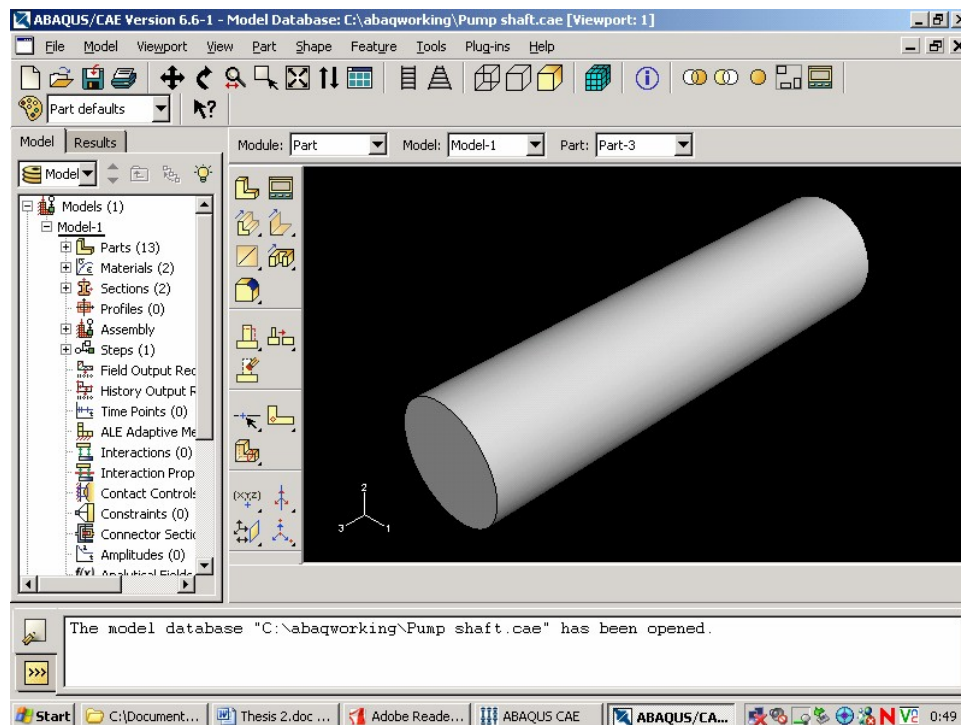 ABAQUS/CAE Version 6.6-1 - Model Database: C:\abaqworking\Pump shaft.cae [Viewport: 1]
File Model Viewport View Part Shape Feature Tools Plug-ins Help
Part defaults
Model Results
Module: Part Model: Model-1 Part: Part-3
Model
Models (1)
Model-1
Parts (13)
Materials (2)
Sections (2)
Profiles (0)
Assembly
Steps (1)
Field Output Rec
History Output R
Time Points (0)
ALE Adaptive Me
Interactions (0)
Interaction Prop
Contact Controls
Constraints (0)
Connector Sectio
Amplitudes (0)
f(x) Analytical Fields
(XYZ)
2
3 1
The model database "C:\abaqworking\Pump shaft.cae" has been opened.
>>>
Start C:\Document... Thesis 2.doc ... Adobe Reade... ABAQUS CAE ABAQUS/CA... 0:49